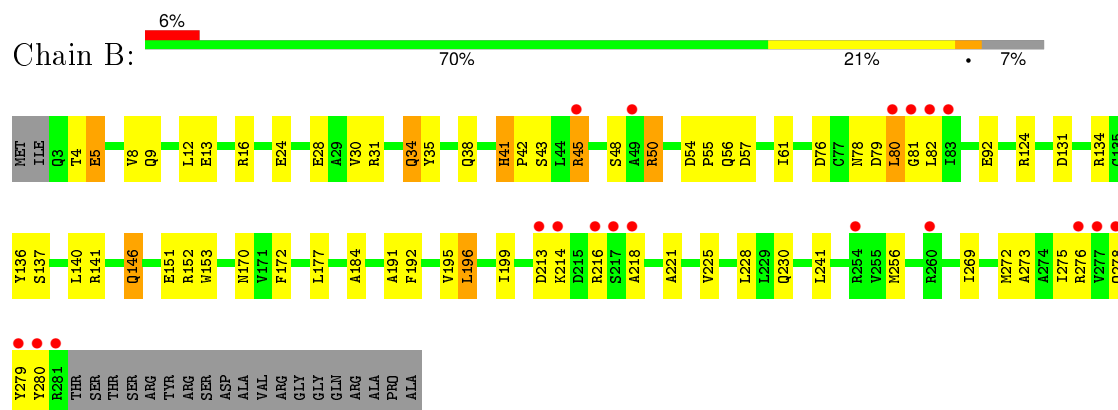 6%
Chain B:
70% 21% • 7%
MET ILE Q3 T4 E5 V8 Q9 L12 E13 R16 E24 E28 A29 V30 R31 Q34 Y35 Q38 H41 P42 S43 L44 R45 S48 A49 R50 D54 P55 Q56 D57 I61 D76 C77 N78 D79 L80 G81 L82 I83 E92 R124 D131 R134
Y136 S137 L140 R141 Q146 E151 R152 W153 N170 V171 F172 L177 A184 A191 F192 V195 L196 I199 D213 K214 D215 R216 S217 A218 A221 V225 L228 L229 Q230 L241 R254 V255 M256 R260 I269 M272 A273 A274 I275 R276 V277
Y279 Y280 R281 THR SER THR SER ARG TYR ARG SER ASP ALA VAL ARG GLY GLY GLN ARG ALA PRO ALA